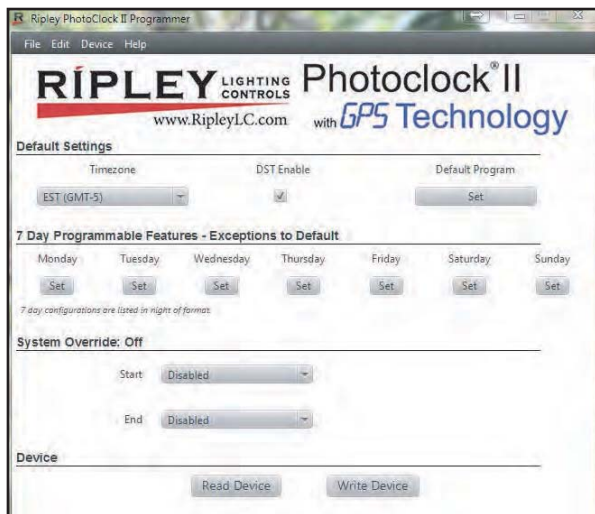 Ripley PhotoClock II Programmer
File Edit Device Help
RÍPLEY LIGHTING CONTROLS
www.RipleyLC.com
Photoclock® II
with GPS Technology
Default Settings
Timezone DST Enable Default Program
EST (GMT-5) Set
7 Day Programmable Features - Exceptions to Default
Monday Tuesday Wednesday Thursday Friday Saturday Sunday
Set Set Set Set Set Set Set
7 day configurations are listed in night of format
System Override: Off
Start Disabled
End Disabled
Device
Read Device Write Device